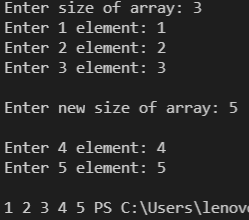 Enter size of array: 3
Enter 1 element: 1
Enter 2 element: 2
Enter 3 element: 3
Enter new size of array: 5
Enter 4 element: 4
Enter 5 element: 5
1 2 3 4 5 PS C:\Users\lenovo